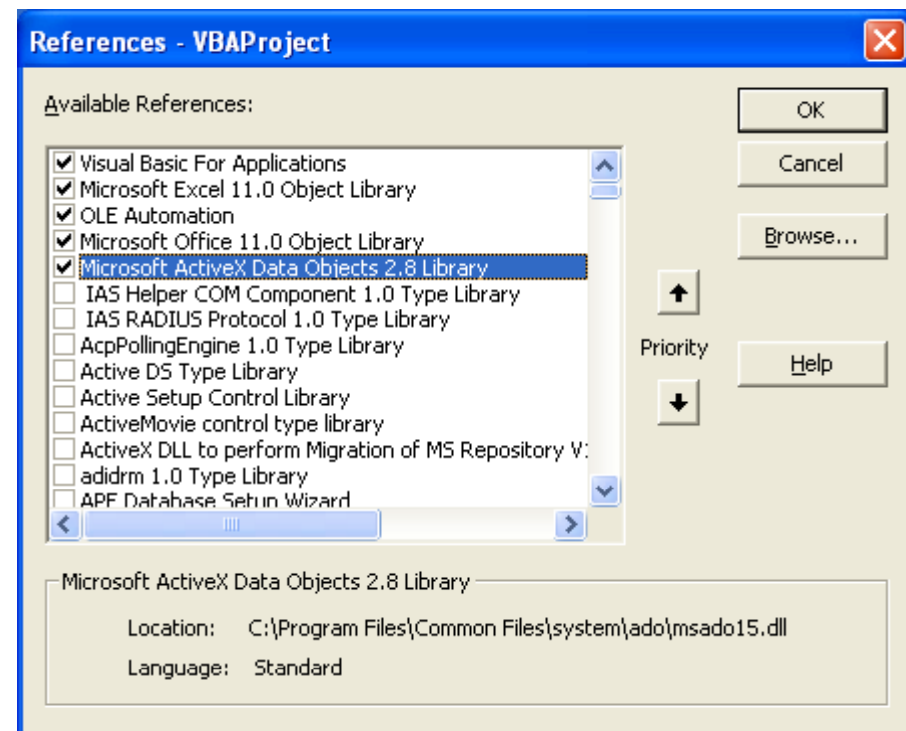 References - VBAProject
Available References:
OK
Cancel
Browse...
Priority
Help
Visual Basic For Applications
Microsoft Excel 11.0 Object Library
OLE Automation
Microsoft Office 11.0 Object Library
Microsoft ActiveX Data Objects 2.8 Library
IAS Helper COM Component 1.0 Type Library
IAS RADIUS Protocol 1.0 Type Library
AcpPollingEngine 1.0 Type Library
Active DS Type Library
Active Setup Control Library
ActiveMovie control type library
ActiveX DLL to perform Migration of MS Repository V
adidrm 1.0 Type Library
APE Database Setup Wizard
Microsoft ActiveX Data Objects 2.8 Library
Location: C:\Program Files\Common Files\system\ado\msado15.dll
Language: Standard